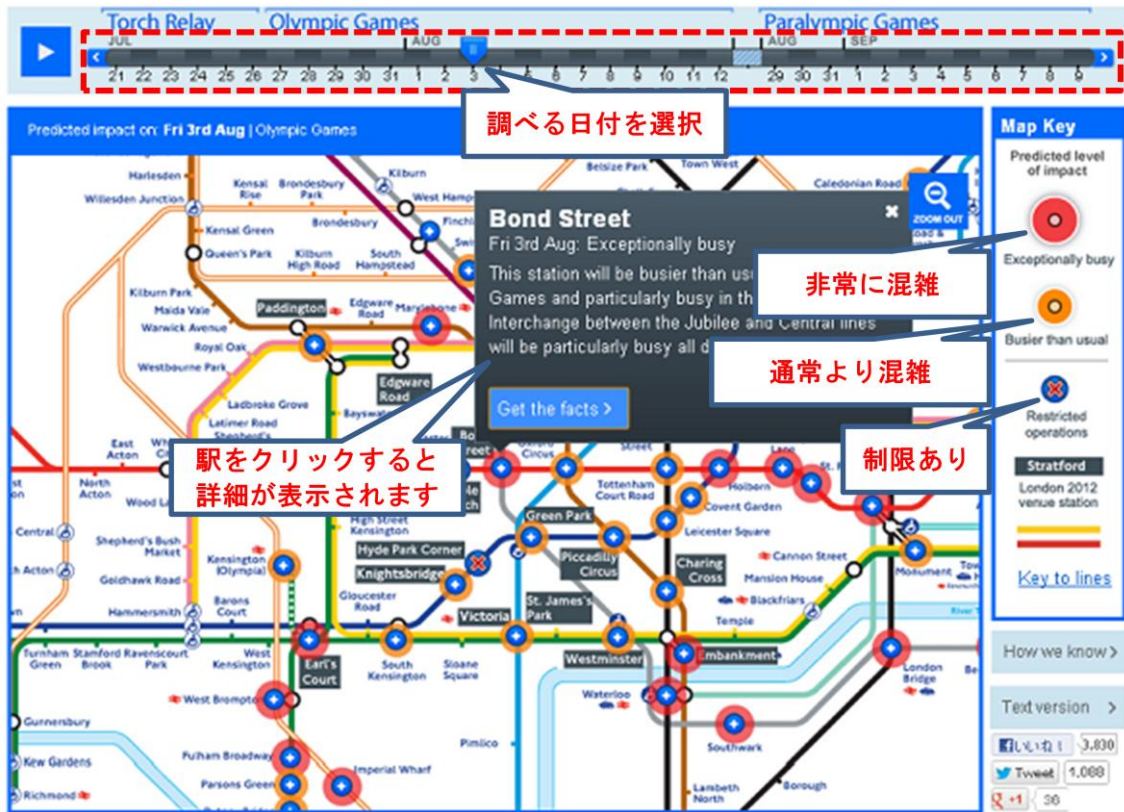 Torch Relay
Olympic Games
Paralympic Games
JUL
AUG
AUG
SEP
21 22 23 24 25 26 27 28 29 30 31 1 2 3 4 5 6 7 8 9 10 11 12
29 30 31 1 2 3 4 5 6 7 8 9
調べる日付を選択
Predicted impact on: Fri 3rd Aug | Olympic Games
Map Key
Predicted level
of impact
Exceptionally busy
Busier than usual
Restricted
operations
Stratford
London 2012
venue station
Key to lines
How we know >
Text version >
いいね！ 3,830
Tweet 1,088
+1 36
非常に混雑
通常より混雑
制限あり
駅をクリックすると
詳細が表示されます
ZOOM OUT
Bond Street
Fri 3rd Aug: Exceptionally busy
This station will be busier than
Games and particularly busy in
Interchange between the Jubilee and Central lines
will be particularly busy all
Get the facts >
Harlesden
Willesden Junction
Kensal
Rise
Brondesbury
Park
Kilburn
West
Belsize Park
Town West
Caledonian Road
Brondesbury
Kensal Green
Queen's Park
Kilburn
High Road
South
Hampstead
Kilburn Park
Maida Vale
Warwick Avenue
Paddington
Edgware
Road
Royal Oak
Westbourne Park
Edgware
Road
Ladbroke Grove
Latimer Road
East
Acton
North
Acton
Wood
Circus
Street
Tottenham
Court Road
Holborn
Covent Garden
Leicester Square
Central
Shepherd's Bush
Market
High Street
Kensington
Green Park
Hyde Park Corner
Knightsbridge
Piccadilly
Circus
Charing
Cross
Cannon Street
Mansion House
Monument
Kensington
(Olympia)
Acton
Goldhawk Road
Hammersmith
Barons
Court
Gloucester
Road
Victoria
St. James's
Park
Blackfriars
Temple
Turnham
Green
Stamford
Brook
Ravenscourt
Park
West
Kensington
Earl's
Court
South
Kensington
Sloane
Square
Westminster
Embankment
Waterloo
London
Bridge
West Brompton
Gunnersbury
Pimlico
Southwark
Kew Gardens
Fulham Broadway
Imperial Wharf
Richmond
Parsons Green
Lambeth
North
Borough